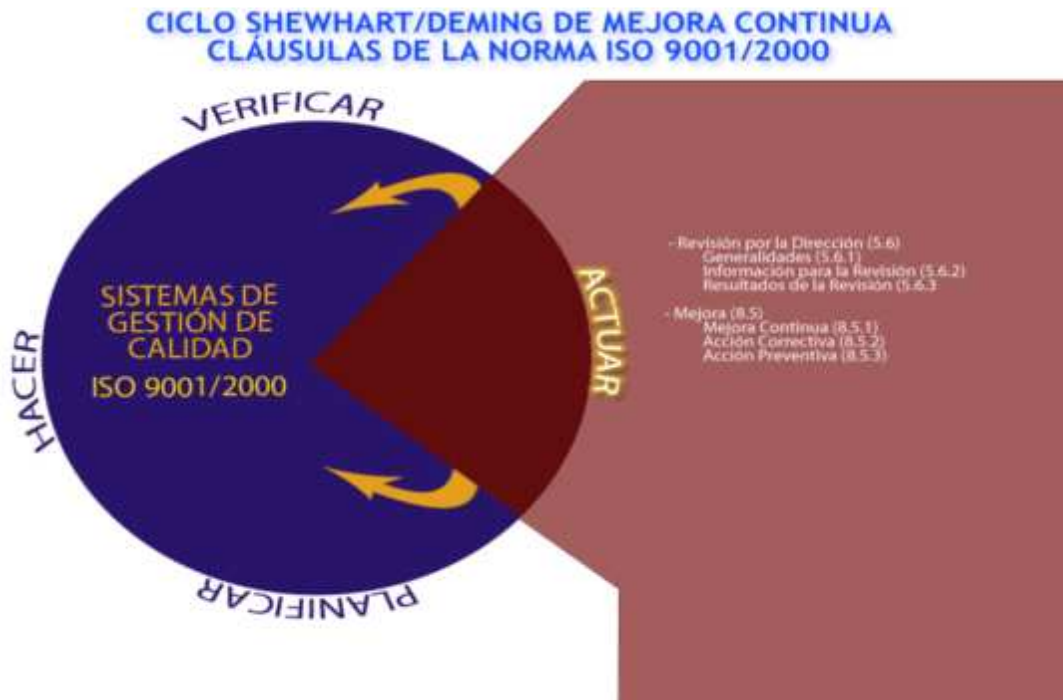 CICLO SHEWHART/DEMING DE MEJORA CONTINUA
CLÁUSULAS DE LA NORMA ISO 9001/2000
VERIFICAR
HACER
SISTEMAS DE
GESTIÓN DE
CALIDAD
ISO 9001/2000
PLANIFICAR
ACTUAR
- Revisión por la Dirección (5.6)
Generalidades (5.6.1)
Información para la Revisión (5.6.2)
Resultados de la Revisión (5.6.3
- Mejora (8.5)
Mejora Continua (8.5.1)
Acción Correctiva (8.5.2)
Acción Preventiva (8.5.3)